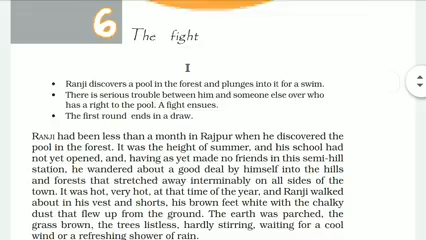 6
The fight
• Ranji discovers a pool in the forest and plunges into it for a swim.
• There is serious trouble between him and someone else over who
has a right to the pool. A fight ensues.
• The first round ends in a draw.
RANJI had been less than a month in Rajpur when he discovered the
pool in the forest. It was the height of summer, and his school had
not yet opened, and, having as yet made no friends in this semi-hill
station, he wandered about a good deal by himself into the hills
and forests that stretched away interminably on all sides of the
town. It was hot, very hot, at that time of the year, and Ranji walked
about in his vest and shorts, his brown feet white with the chalky
dust that flew up from the ground. The earth was parched, the
grass brown, the trees listless, hardly stirring, waiting for a cool
wind or a refreshing shower of rain.